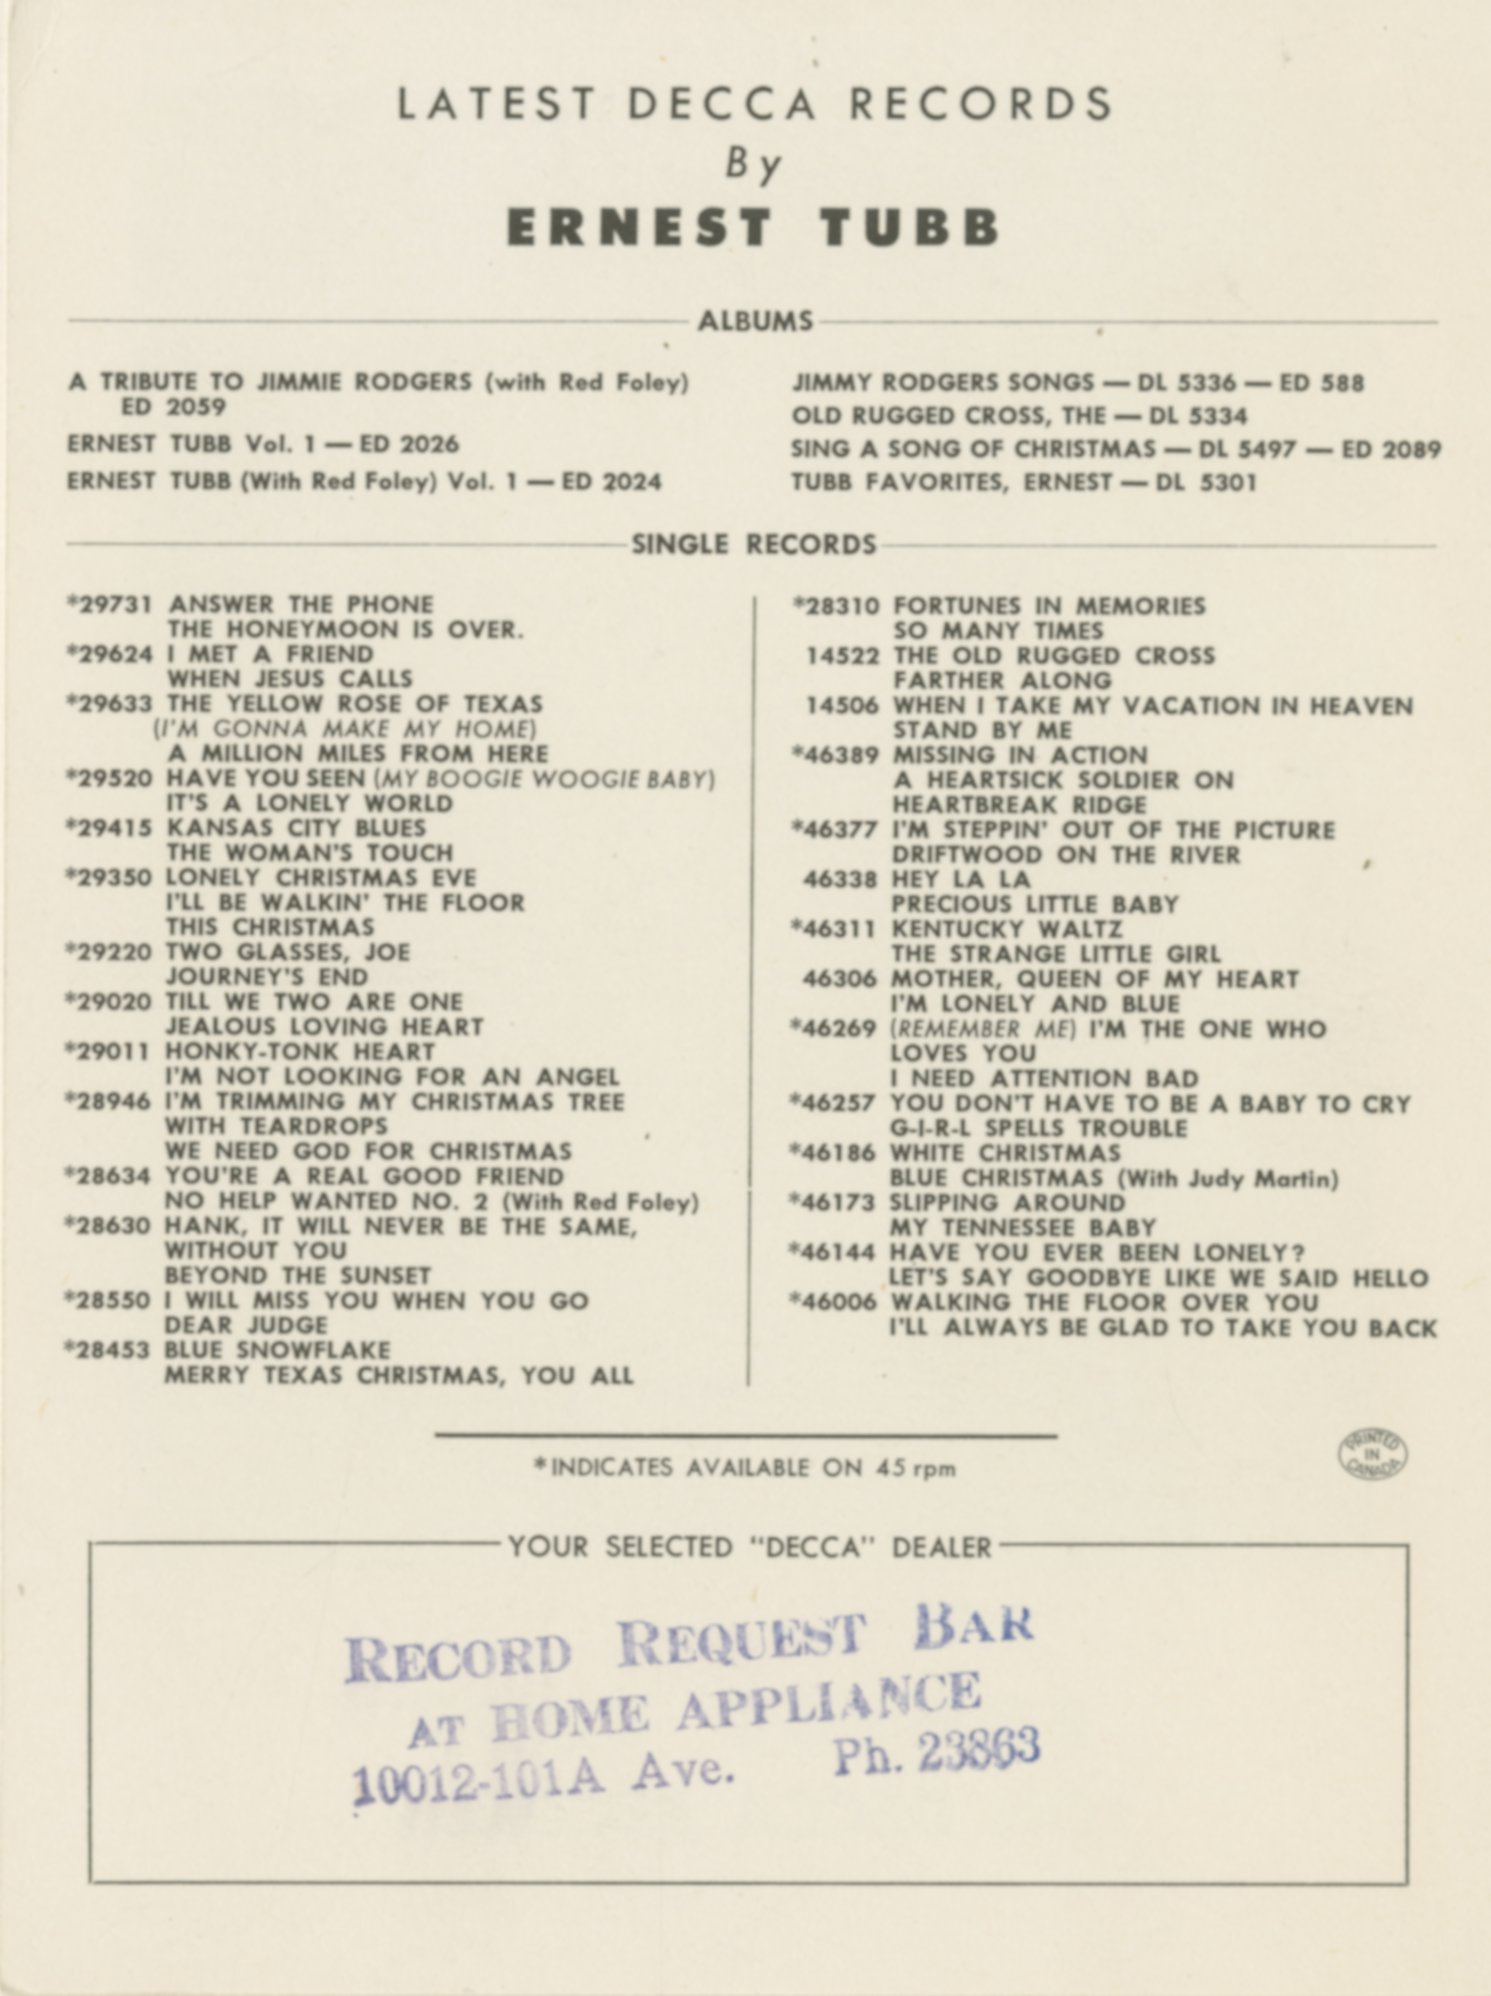 LATEST DECCA RECORDS
By
ERNEST TUBB
ALBUMS
A TRIBUTE TO JIMMIE RODGERS (with Red Foley)
ED 2059
ERNEST TUBB Vol. 1 — ED 2026
ERNEST TUBB (With Red Foley) Vol. 1 — ED 2024
JIMMY RODGERS SONGS — DL 5336 — ED 588
OLD RUGGED CROSS, THE — DL 5334
SING A SONG OF CHRISTMAS — DL 5497 — ED 2089
TUBB FAVORITES, ERNEST — DL 5301
SINGLE RECORDS
*29731 ANSWER THE PHONE
THE HONEYMOON IS OVER.
*29624 I MET A FRIEND
WHEN JESUS CALLS
*29633 THE YELLOW ROSE OF TEXAS
(I'M GONNA MAKE MY HOME)
A MILLION MILES FROM HERE
*29520 HAVE YOU SEEN (MY BOOGIE WOOGIE BABY)
IT'S A LONELY WORLD
*29415 KANSAS CITY BLUES
THE WOMAN'S TOUCH
*29350 LONELY CHRISTMAS EVE
I'LL BE WALKIN' THE FLOOR
THIS CHRISTMAS
*29220 TWO GLASSES, JOE
JOURNEY'S END
*29020 TILL WE TWO ARE ONE
JEALOUS LOVING HEART
*29011 HONKY-TONK HEART
I'M NOT LOOKING FOR AN ANGEL
*28946 I'M TRIMMING MY CHRISTMAS TREE
WITH TEARDROPS
WE NEED GOD FOR CHRISTMAS
*28634 YOU'RE A REAL GOOD FRIEND
NO HELP WANTED NO. 2 (With Red Foley)
*28630 HANK, IT WILL NEVER BE THE SAME,
WITHOUT YOU
BEYOND THE SUNSET
*28550 I WILL MISS YOU WHEN YOU GO
DEAR JUDGE
*28453 BLUE SNOWFLAKE
MERRY TEXAS CHRISTMAS, YOU ALL
*28310 FORTUNES IN MEMORIES
SO MANY TIMES
14522 THE OLD RUGGED CROSS
FARTHER ALONG
14506 WHEN I TAKE MY VACATION IN HEAVEN
STAND BY ME
*46389 MISSING IN ACTION
A HEARTSICK SOLDIER ON
HEARTBREAK RIDGE
*46377 I'M STEPPIN' OUT OF THE PICTURE
DRIFTWOOD ON THE RIVER
46338 HEY LA LA
PRECIOUS LITTLE BABY
*46311 KENTUCKY WALTZ
THE STRANGE LITTLE GIRL
46306 MOTHER, QUEEN OF MY HEART
I'M LONELY AND BLUE
*46269 (REMEMBER ME) I'M THE ONE WHO
LOVES YOU
I NEED ATTENTION BAD
*46257 YOU DON'T HAVE TO BE A BABY TO CRY
G-I-R-L SPELLS TROUBLE
*46186 WHITE CHRISTMAS
BLUE CHRISTMAS (With Judy Martin)
*46173 SLIPPING AROUND
MY TENNESSEE BABY
*46144 HAVE YOU EVER BEEN LONELY?
LET'S SAY GOODBYE LIKE WE SAID HELLO
*46006 WALKING THE FLOOR OVER YOU
I'LL ALWAYS BE GLAD TO TAKE YOU BACK
*INDICATES AVAILABLE ON 45 rpm
PRINTED
IN
CANADA
YOUR SELECTED "DECCA" DEALER
RECORD REQUEST BAR
AT HOME APPLIANCE
10012-101A Ave. Ph. 23863